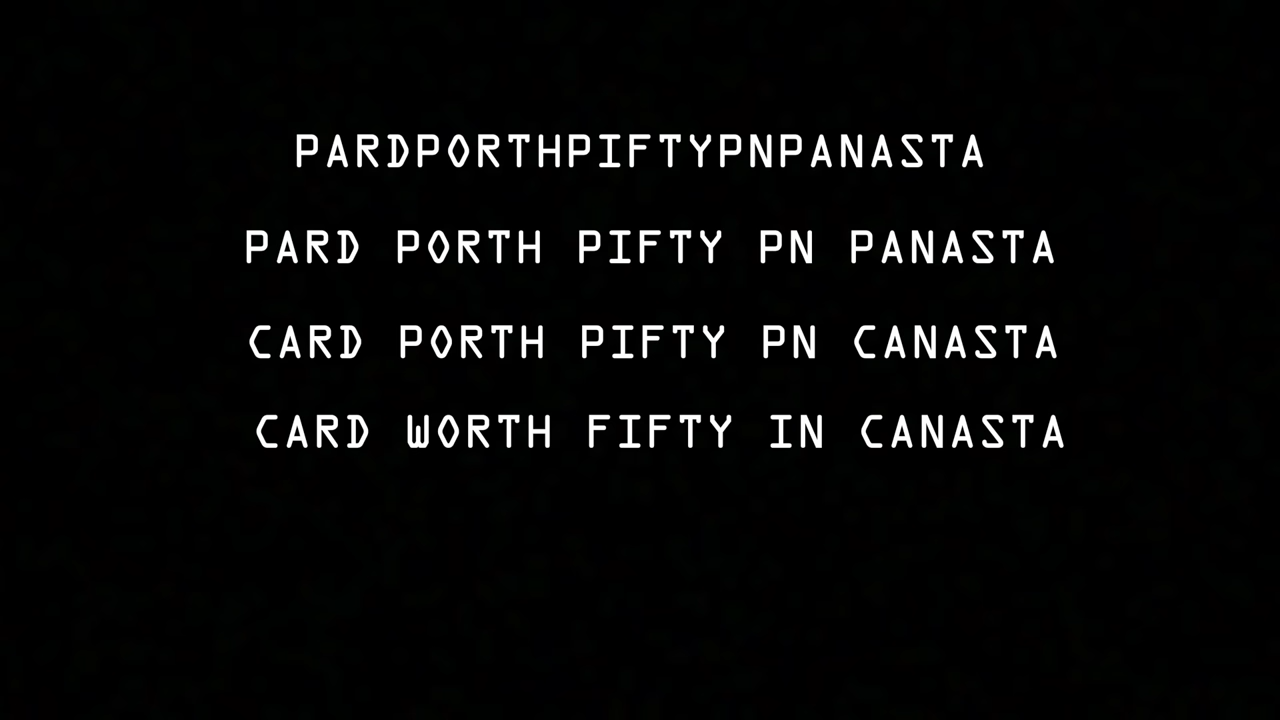 PARDPORTHPIFTYPNPANASTA
PARD PORTH PIFTY PN PANASTA
CARD PORTH PIFTY PN CANASTA
CARD WORTH FIFTY IN CANASTA